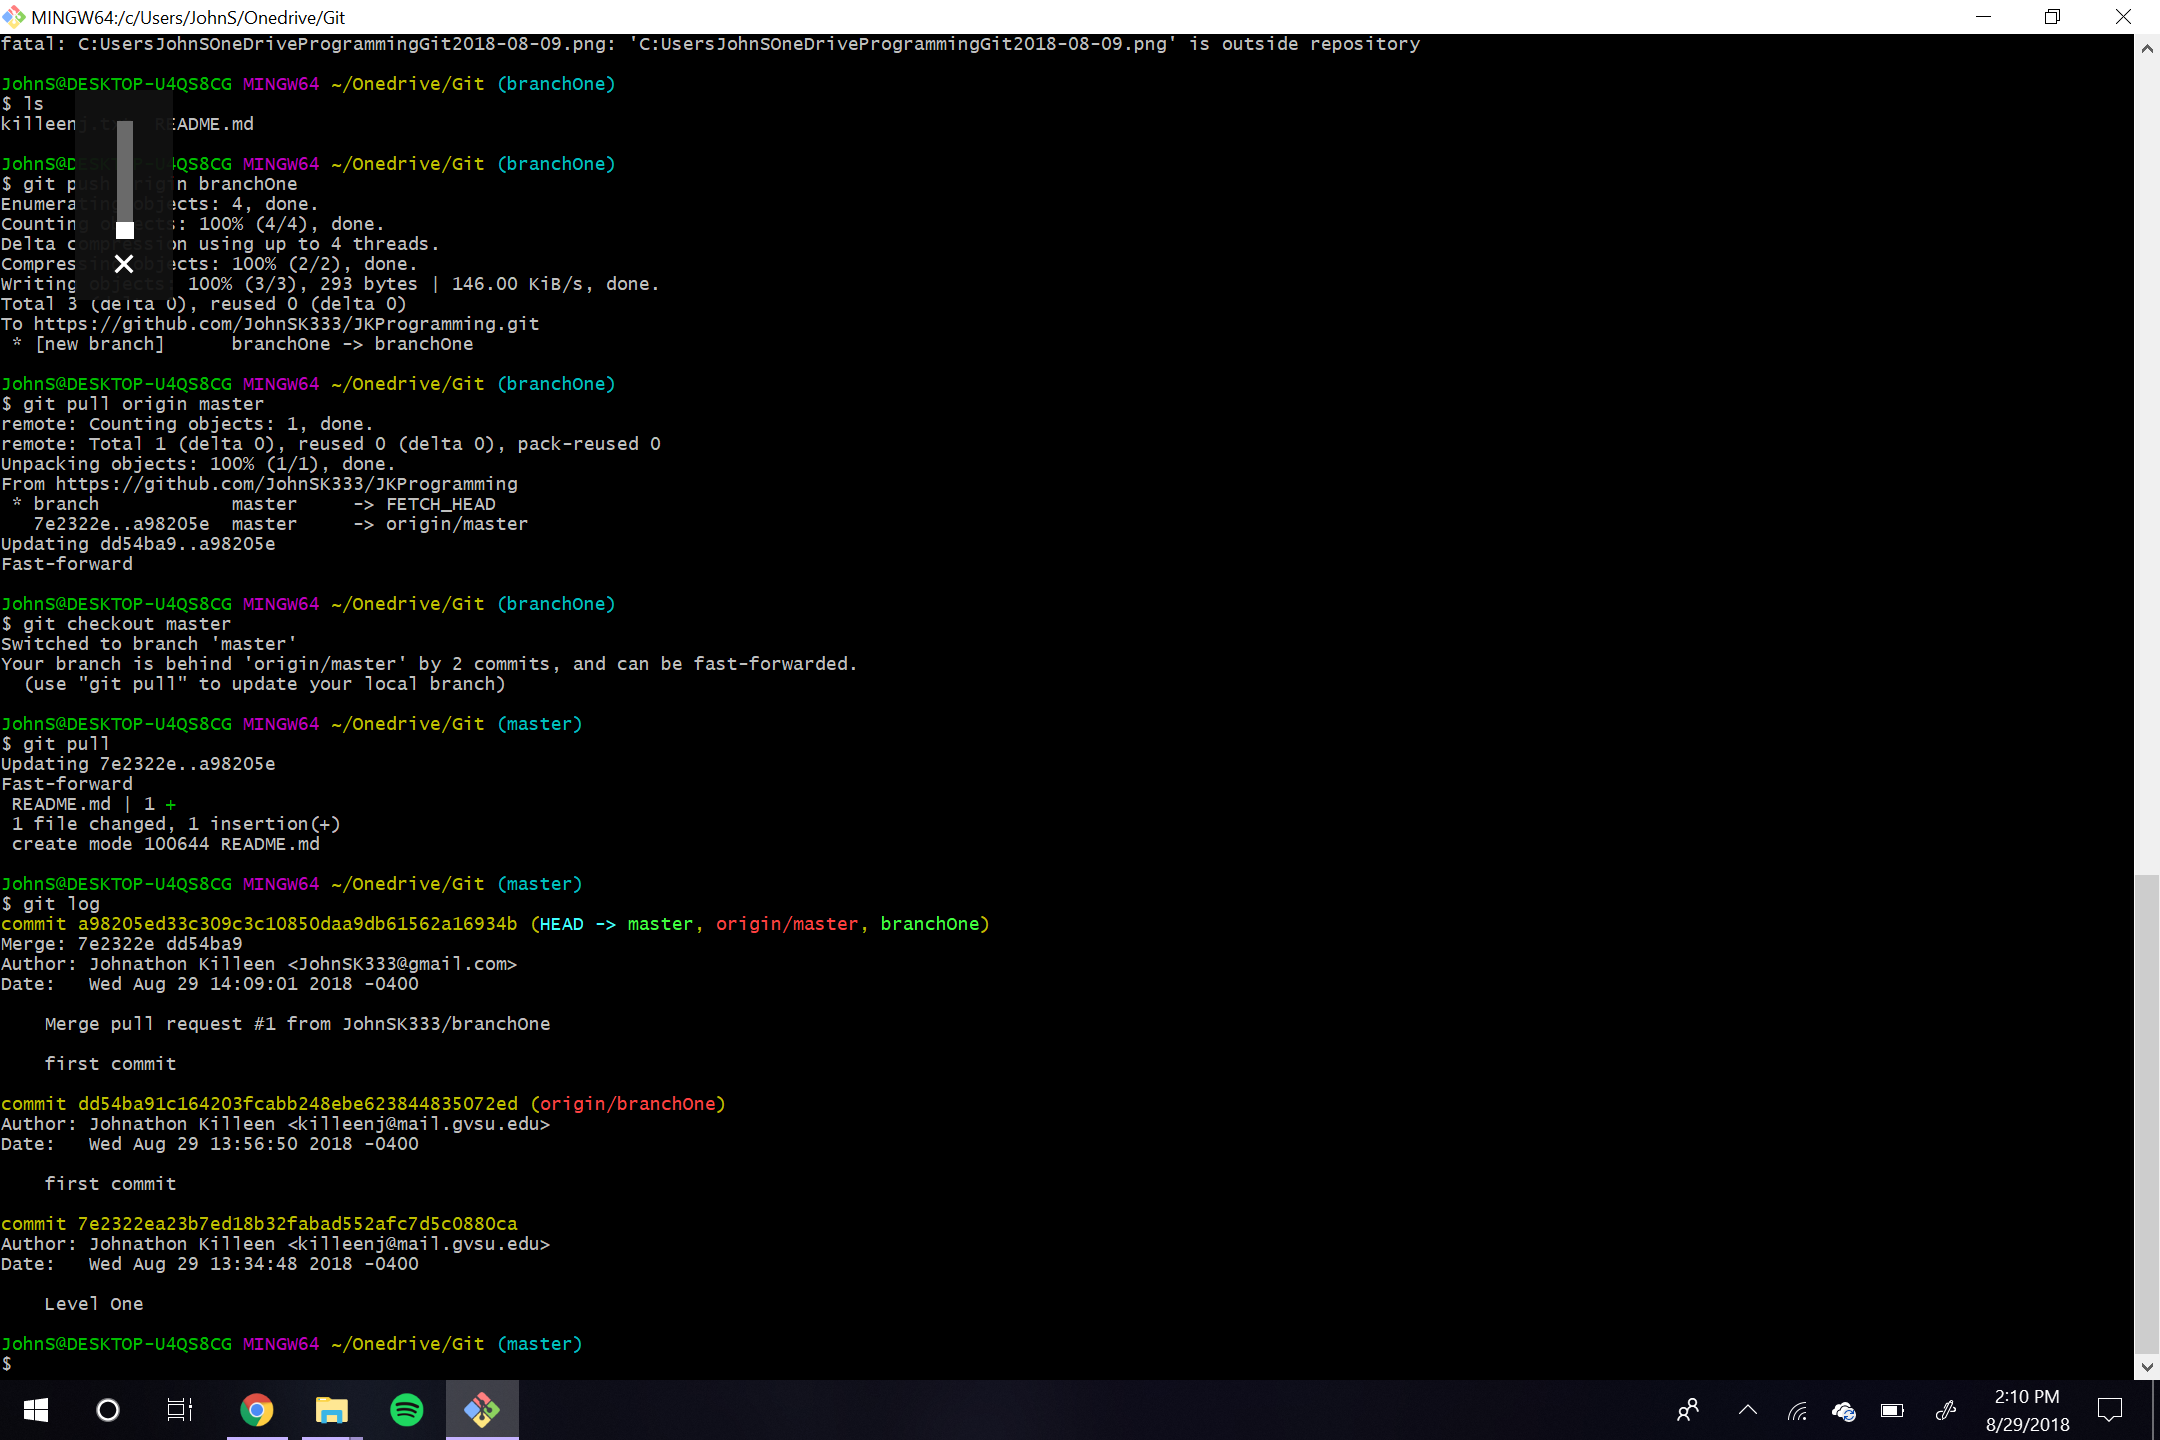 MINGW64:/c/Users/JohnS/Onedrive/Git
fatal: C:UsersJohnSOneDriveProgrammingGit2018-08-09.png: 'C:UsersJohnSOneDriveProgrammingGit2018-08-09.png' is outside repository
JohnS@DESKTOP-U4QS8CG MINGW64 ~/Onedrive/Git (branchOne)
$ ls
killeenj.txt README.md
JohnS@DESKTOP-U4QS8CG MINGW64 ~/Onedrive/Git (branchOne)
$ git push origin branchOne
Enumerating objects: 4, done.
Counting objects: 100% (4/4), done.
Delta compression using up to 4 threads.
Compressing objects: 100% (2/2), done.
Writing objects: 100% (3/3), 293 bytes | 146.00 KiB/s, done.
Total 3 (delta 0), reused 0 (delta 0)
To https://github.com/JohnSK333/JKProgramming.git
* [new branch] branchOne -> branchOne
JohnS@DESKTOP-U4QS8CG MINGW64 ~/Onedrive/Git (branchOne)
$ git pull origin master
remote: Counting objects: 1, done.
remote: Total 1 (delta 0), reused 0 (delta 0), pack-reused 0
Unpacking objects: 100% (1/1), done.
From https://github.com/JohnSK333/JKProgramming
* branch master -> FETCH_HEAD
7e2322e..a98205e master -> origin/master
Updating dd54ba9..a98205e
Fast-forward
JohnS@DESKTOP-U4QS8CG MINGW64 ~/Onedrive/Git (branchOne)
$ git checkout master
Switched to branch 'master'
Your branch is behind 'origin/master' by 2 commits, and can be fast-forwarded.
(use "git pull" to update your local branch)
JohnS@DESKTOP-U4QS8CG MINGW64 ~/Onedrive/Git (master)
$ git pull
Updating 7e2322e..a98205e
Fast-forward
README.md | 1 +
1 file changed, 1 insertion(+)
create mode 100644 README.md
JohnS@DESKTOP-U4QS8CG MINGW64 ~/Onedrive/Git (master)
$ git log
commit a98205ed33c309c3c10850daa9db61562a16934b (HEAD -> master, origin/master, branchOne)
Merge: 7e2322e dd54ba9
Author: Johnathon Killeen <JohnSK333@gmail.com>
Date: Wed Aug 29 14:09:01 2018 -0400
Merge pull request #1 from JohnSK333/branchOne
first commit
commit dd54ba91c164203fcabb248ebe623844835072ed (origin/branchOne)
Author: Johnathon Killeen <killeenj@mail.gvsu.edu>
Date: Wed Aug 29 13:56:50 2018 -0400
first commit
commit 7e2322ea23b7ed18b32fabad552afc7d5c0880ca
Author: Johnathon Killeen <killeenj@mail.gvsu.edu>
Date: Wed Aug 29 13:34:48 2018 -0400
Level One
JohnS@DESKTOP-U4QS8CG MINGW64 ~/Onedrive/Git (master)
$
2:10 PM
8/29/2018